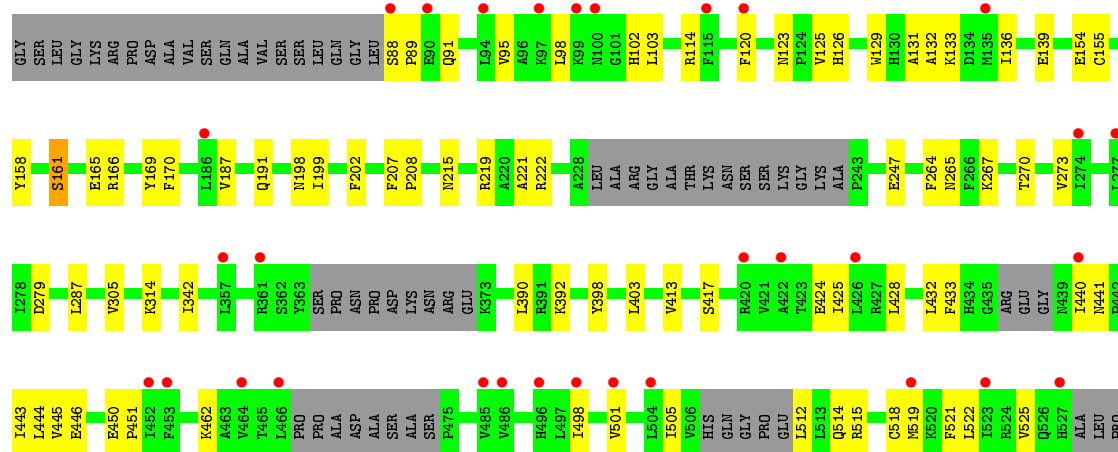 GLY SER LEU GLY LYS ARG PRO ASP ALA VAL SER GLN ALA VAL SER SER LEU GLN GLY LEU S88 P89 E90 Q91 L94 V95 A96 K97 L98 K99 N100 G101 H102 L103 R114 F115 F120 N123 P124 V125 H126 W129 H130 A131 A132 K133 D134 M135 I136 E139 E154 C155
Y158 S161 E165 R166 Y169 F170 L186 V187 Q191 N198 I199 F202 F207 P208 N215 R219 A220 A221 R222 A228 LEU ALA ARG GLY ALA THR LYS ASN SER SER LYS GLY LYS ALA P243 E247 F264 N265 F266 K267 T270 V273 I274 L277
I278 D279 L287 V305 K314 I342 L357 R361 S362 Y363 SER PRO ASN PRO ASP LYS ASN ARG GLU K373 L390 R391 K392 Y398 L403 V413 S417 R420 V421 A422 T423 E424 I425 L426 R427 L428 L432 F433 H434 G435 ARG GLU GLY N439 I440 N441
I443 L444 V445 E446 E450 P451 I452 F453 K462 A463 V464 T465 L466 PRO PRO ALA ASP ALA SER ALA SER P475 V485 V486 H496 L497 I498 V501 L504 I505 V506 HIS GLN GLY PRO GLU L512 L513 Q514 R515 C518 M519 K520 F521 L522 I523 R524 V525 Q526 H527 ALA LEU